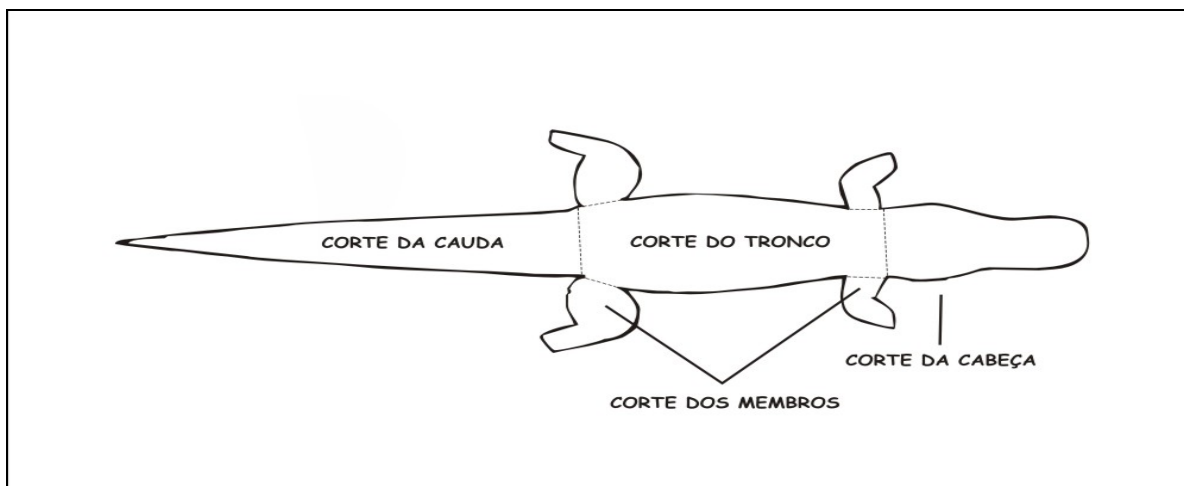 CORTE DA CAUDA
CORTE DO TRONCO
CORTE DA CABEÇA
CORTE DOS MEMBROS